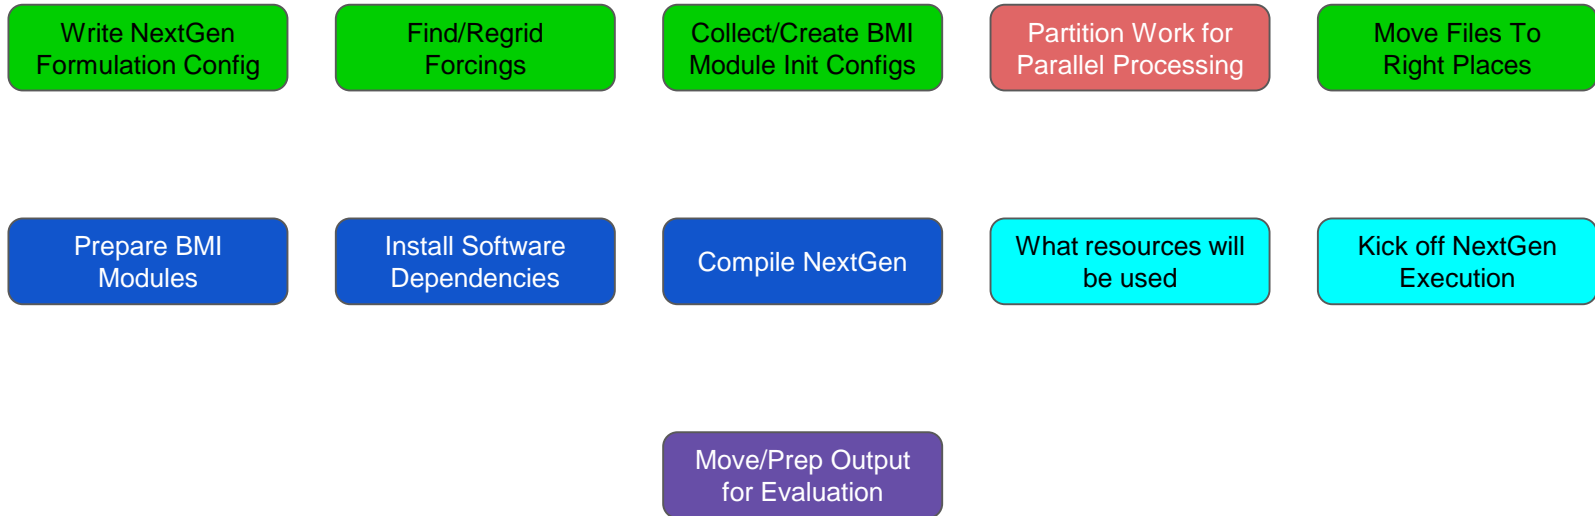 Write NextGen
Formulation Config
Find/Regrid
Forcings
Collect/Create BMI
Module Init Configs
Partition Work for
Parallel Processing
Move Files To
Right Places
Prepare BMI
Modules
Install Software
Dependencies
Compile NextGen
What resources will
be used
Kick off NextGen
Execution
Move/Prep Output
for Evaluation